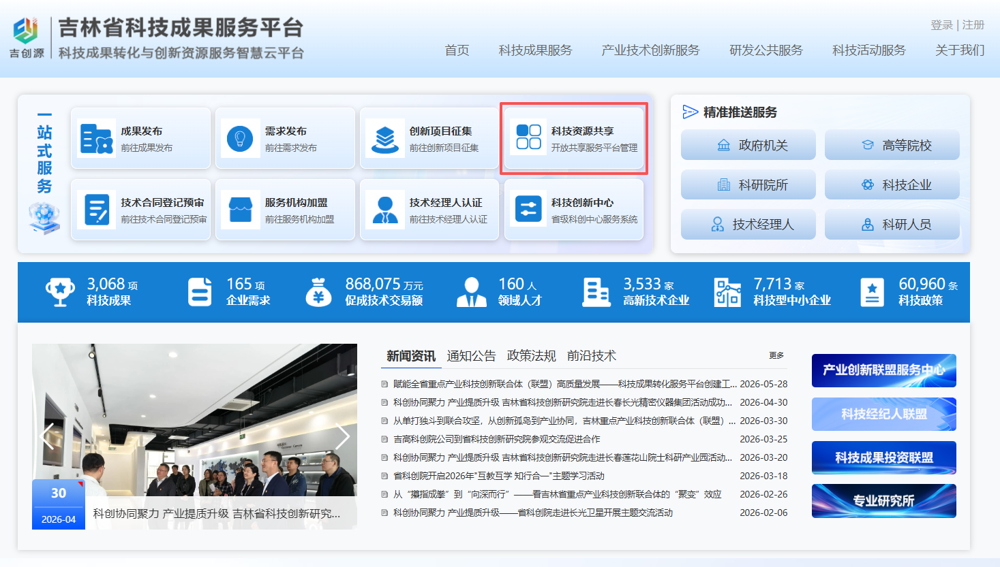 吉创源
吉林省科技成果服务平台
科技成果转化与创新资源服务智慧云平台
登录 | 注册
首页 科技成果服务 产业技术创新服务 研发公共服务 科技活动服务 关于我们
一站式服务
成果发布
前往成果发布
需求发布
前往需求发布
创新项目征集
前往创新项目征集
科技资源共享
开放共享服务平台管理
技术合同登记预审
前往技术合同登记预审
服务机构加盟
前往服务机构加盟
技术经理人认证
前往技术经理人认证
科技创新中心
省级科创中心服务系统
精准推送服务
政府机关
高等院校
科研院所
科技企业
技术经理人
科研人员
3,068 项
科技成果
165 项
企业需求
868,075 万元
促成技术交易额
160 人
领域人才
3,533 家
高新技术企业
7,713 家
科技型中小企业
60,960 条
科技政策
30
2026-04
科创协同聚力 产业提质升级 吉林省科技创新研究...
新闻资讯 通知公告 政策法规 前沿技术 更多
赋能全省重点产业科技创新联合体（联盟）高质量发展——科技成果转化服务平台创建工... 2026-05-28
科创协同聚力 产业提质升级 吉林省科技创新研究院走进长春长光精密仪器集团活动成功... 2026-04-30
从单打独斗到联合攻坚，从创新孤岛到产业协同，吉林重点产业科技创新联合体（联盟）... 2026-03-30
吉高科创院公司到省科技创新研究院参观交流促进合作 2026-03-25
科创协同聚力 产业提质升级 吉林省科技创新研究院走进长春莲花山院士科研产业园活动... 2026-03-20
省科创院开启2026年"互教互学 知行合一"主题学习活动 2026-03-18
从“攥指成拳”到“向深而行”——看吉林省重点产业科技创新联合体的“聚变”效应 2026-02-26
科创协同聚力 产业提质升级——省科创院走进长光卫星开展主题交流活动 2026-02-06
产业创新联盟服务中心
科技经纪人联盟
科技成果投资联盟
专业研究所